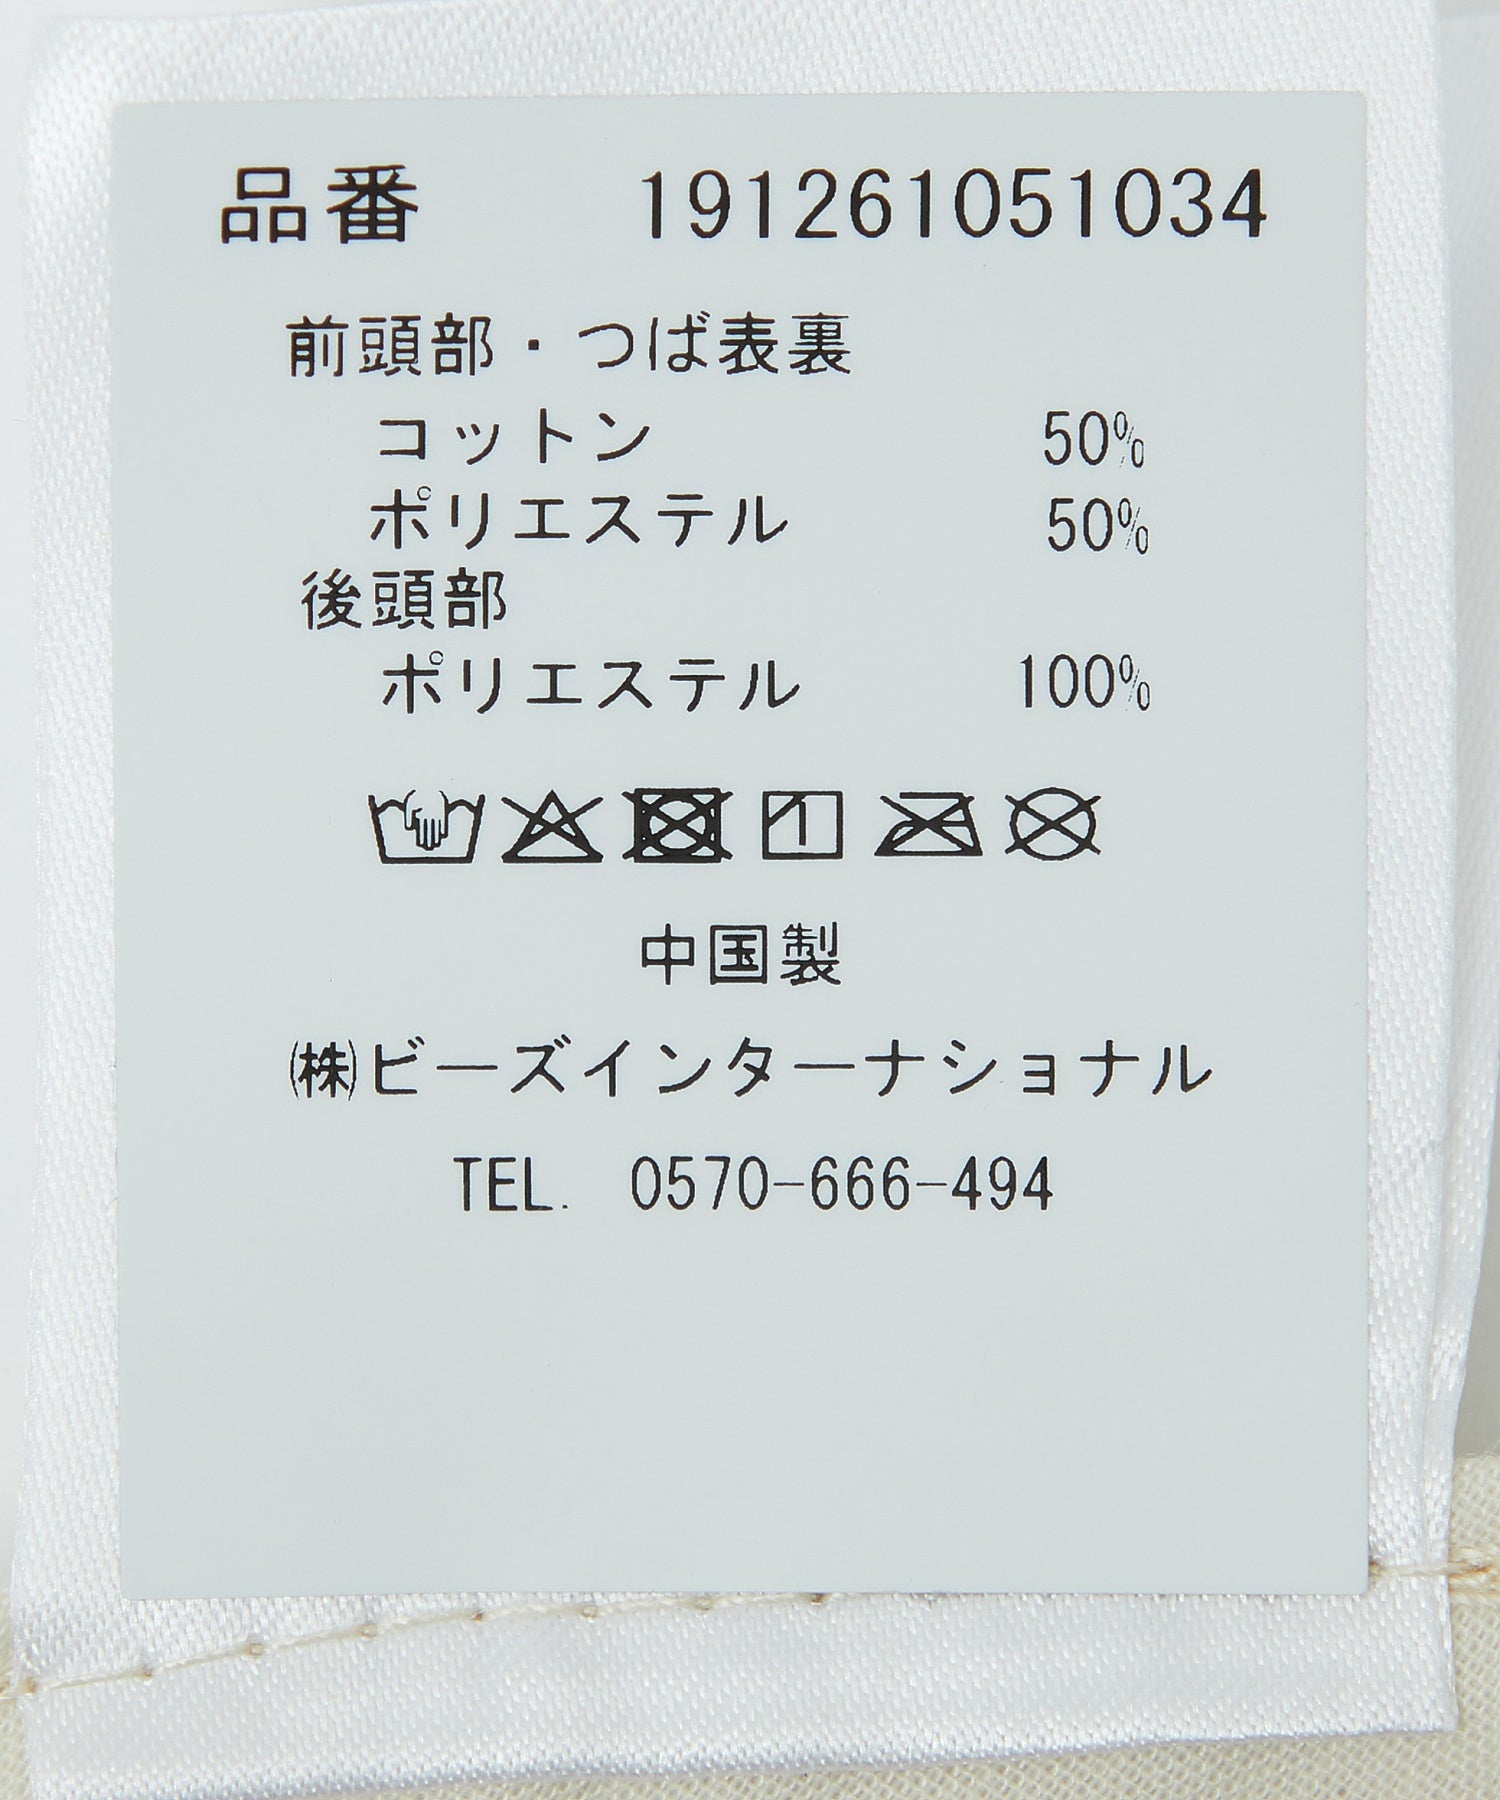 品番 191261051034
前頭部・つば表裏
コットン 50%
ポリエステル 50%
後頭部
ポリエステル 100%
中国製
㈱ビーズインターナショナル
TEL. 0570-666-494